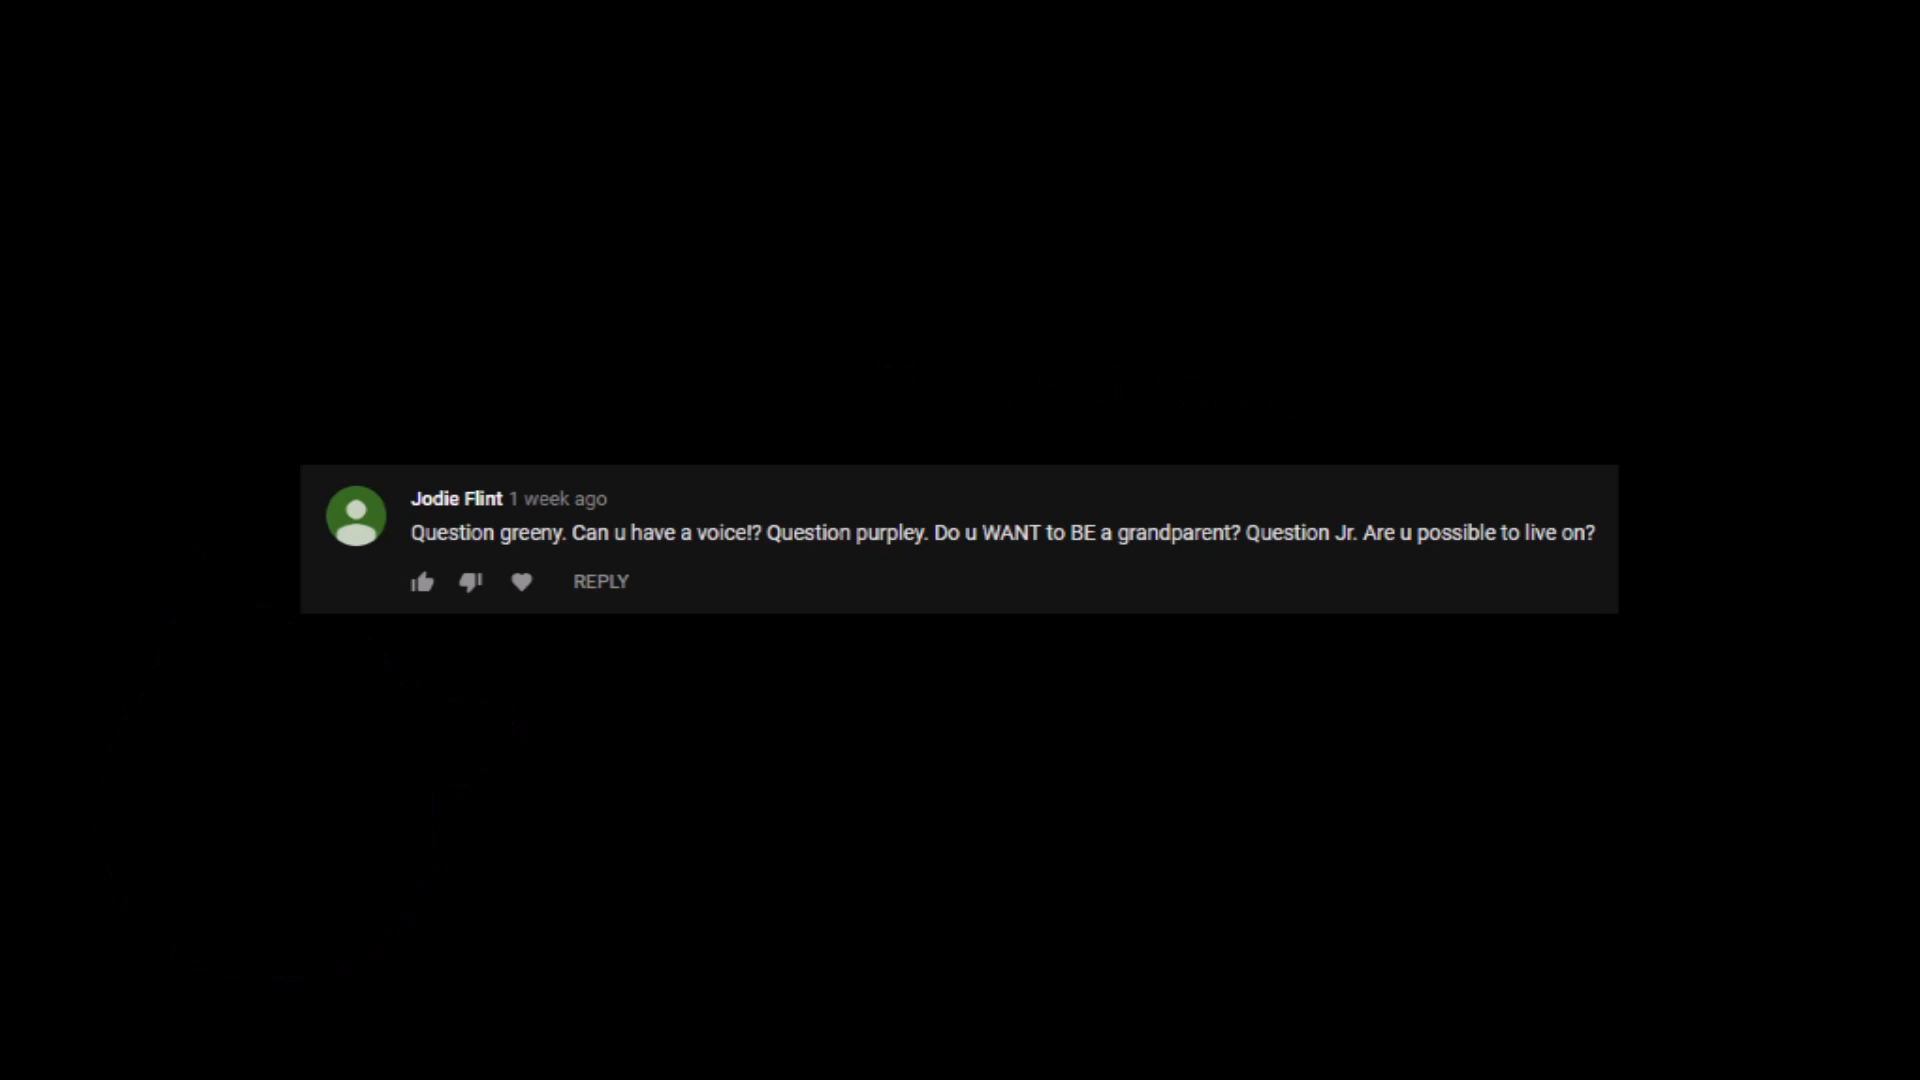 Jodie Flint 1 week ago
Question greeny. Can u have a voice!? Question purpley. Do u WANT to BE a grandparent? Question Jr. Are u possible to live on?
REPLY